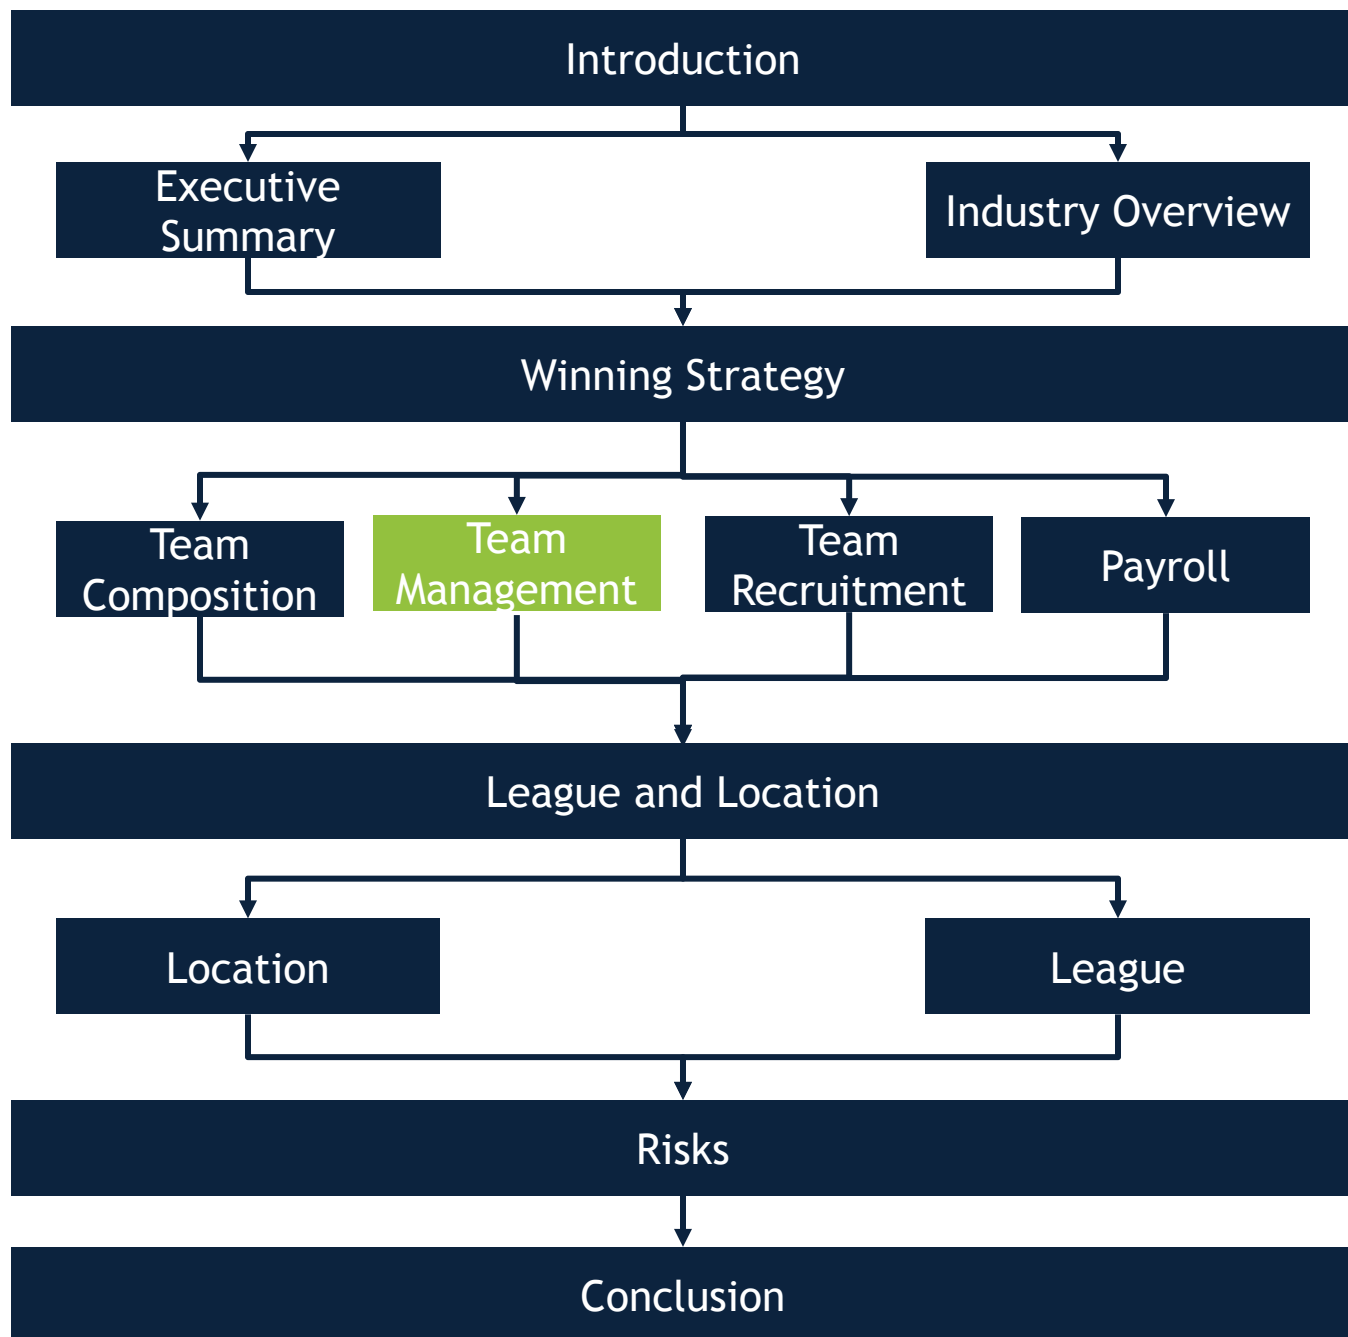 Introduction
Executive
Summary
Industry Overview
Winning Strategy
Team
Composition
Team
Management
Team
Recruitment
Payroll
League and Location
Location
League
Risks
Conclusion